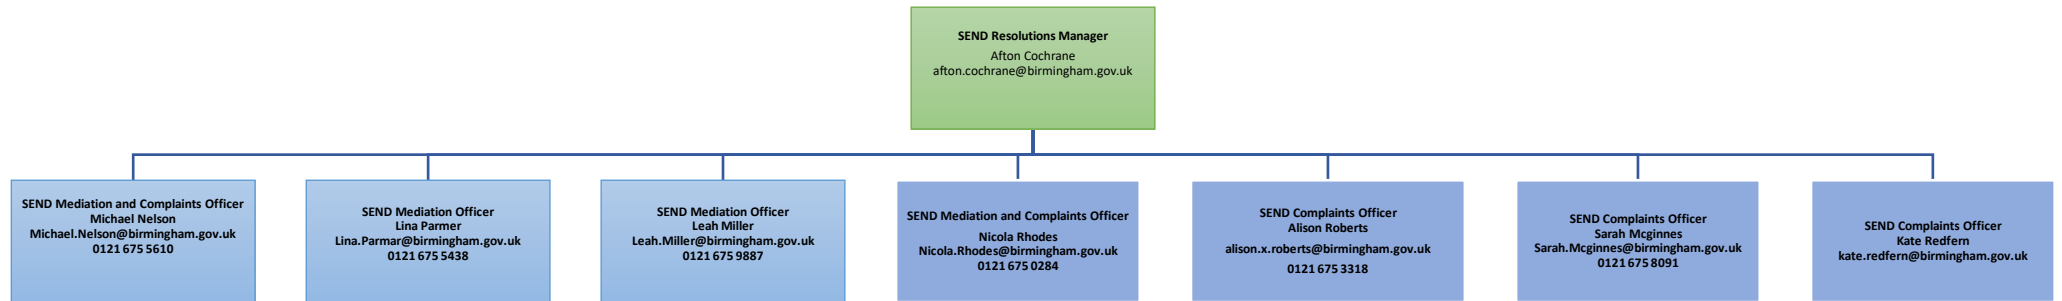 SEND Resolutions Manager
Afton Cochrane
afton.cochrane@birmingham.gov.uk
SEND Mediation and Complaints Officer
Michael Nelson
Michael.Nelson@birmingham.gov.uk
0121 675 5610
SEND Mediation Officer
Lina Parmer
Lina.Parmar@birmingham.gov.uk
0121 675 5438
SEND Mediation Officer
Leah Miller
Leah.Miller@birmingham.gov.uk
0121 675 9887
SEND Mediation and Complaints Officer
Nicola Rhodes
Nicola.Rhodes@birmingham.gov.uk
0121 675 0284
SEND Complaints Officer
Alison Roberts
alison.x.roberts@birmingham.gov.uk
0121 675 3318
SEND Complaints Officer
Sarah Mcginnes
Sarah.Mcginnes@birmingham.gov.uk
0121 675 8091
SEND Complaints Officer
Kate Redfern
kate.redfern@birmingham.gov.uk